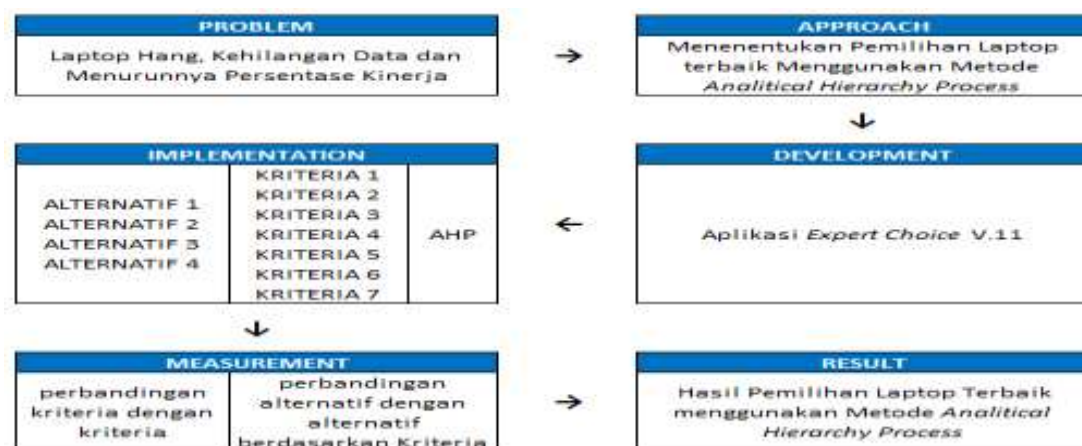 PROBLEM
Laptop Hang, Kehilangan Data dan
Menurunnya Persentase Kinerja
→
APPROACH
Menenentukan Pemilihan Laptop
terbaik Menggunakan Metode
Analitical Hierarchy Process
↓
DEVELOPMENT
Aplikasi Expert Choice V.11
←
IMPLEMENTATION
ALTERNATIF 1
ALTERNATIF 2
ALTERNATIF 3
ALTERNATIF 4
KRITERIA 1
KRITERIA 2
KRITERIA 3
KRITERIA 4
KRITERIA 5
KRITERIA 6
KRITERIA 7
AHP
↓
MEASUREMENT
perbandingan
kriteria dengan
kriteria
perbandingan
alternatif dengan
alternatif
berdasarkan Kriteria
→
RESULT
Hasil Pemilihan Laptop Terbaik
menggunakan Metode Analitical
Hierarchy Process